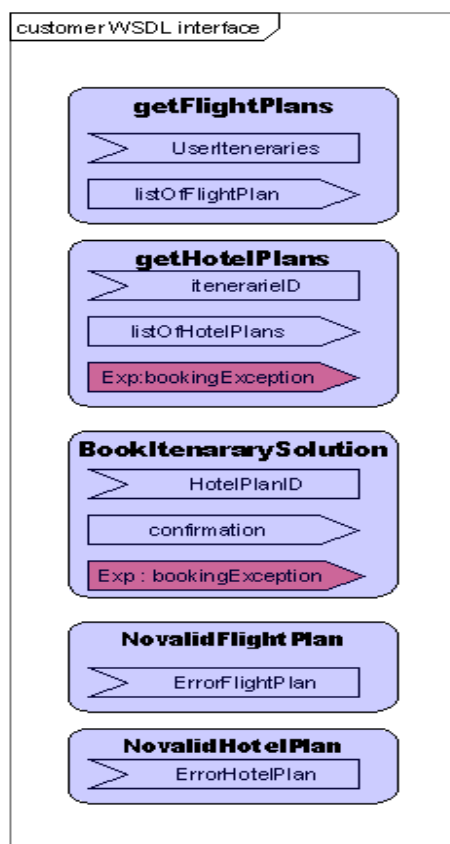 customer WSDL interface
getFlightPlans
UserIteneraries
listOfFlightPlan
getHotelPlans
itenerarieID
listOfHotelPlans
Exp:bookingException
BookItenararySolution
HotelPlanID
confirmation
Exp : bookingException
NovalidFlightPlan
ErrorFlightPlan
NovalidHotelPlan
ErrorHotelPlan